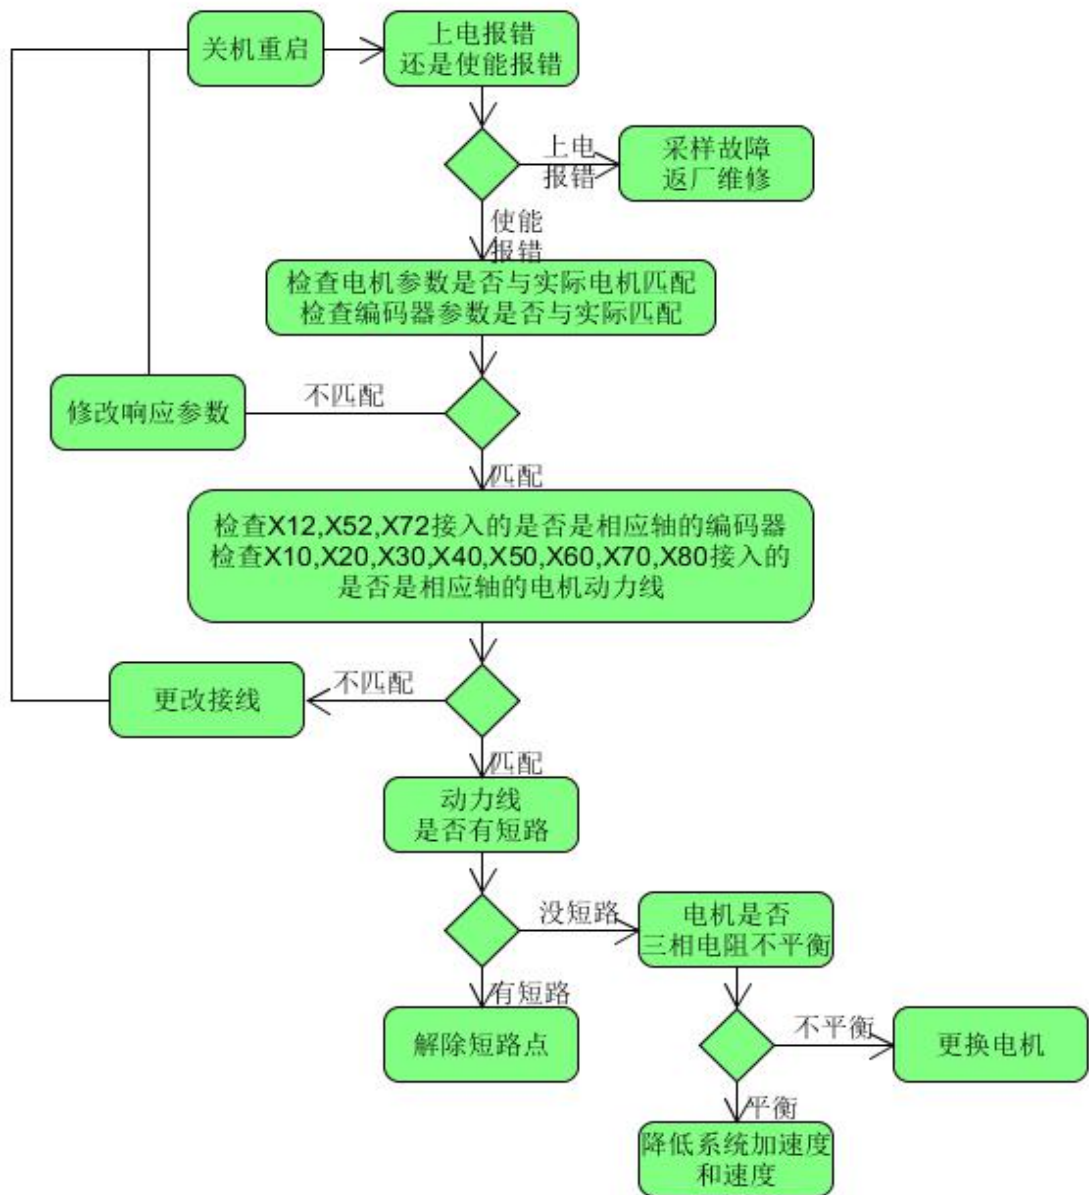 关机重启
上电报错
还是使能报错
上电
报错
采样故障
返厂维修
使能
报错
检查电机参数是否与实际电机匹配
检查编码器参数是否与实际匹配
修改响应参数
不匹配
匹配
检查X12,X52,X72接入的是否是相应轴的编码器
检查X10,X20,X30,X40,X50,X60,X70,X80接入的
是否是相应轴的电机动力线
更改接线
不匹配
匹配
动力线
是否有短路
没短路
电机是否
三相电阻不平衡
有短路
解除短路点
不平衡
更换电机
平衡
降低系统加速度
和速度